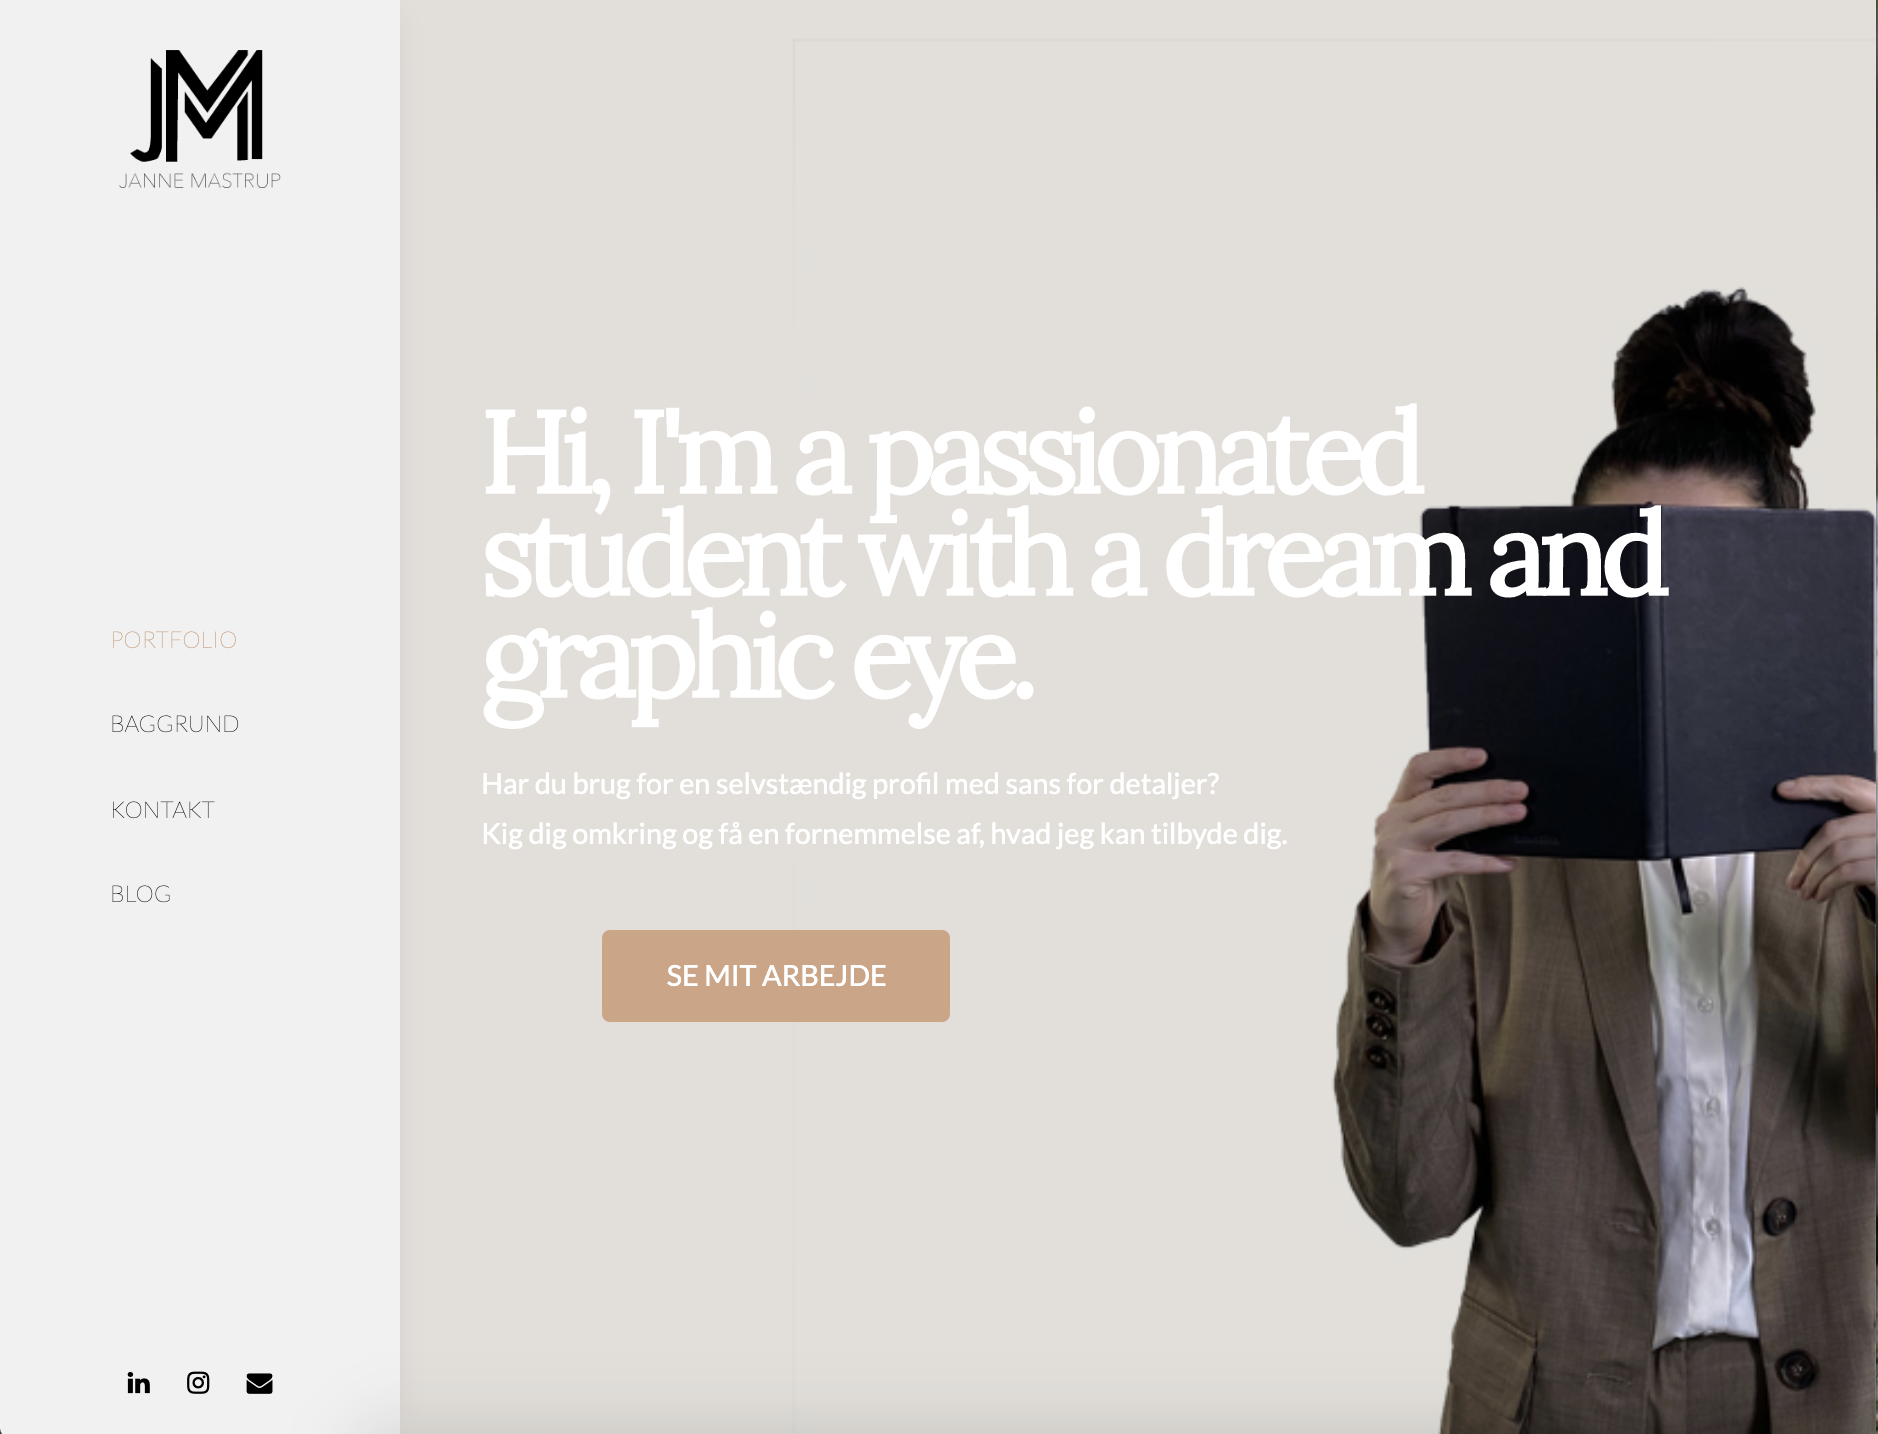 JM
JANNE MASTRUP
PORTFOLIO
BAGGRUND
KONTAKT
BLOG
in
Hi, I'm a passionated
student with a dream and
graphic eye.
Har du brug for en selvstændig profil med sans for detaljer?
Kig dig omkring og få en fornemmelse af, hvad jeg kan tilbyde dig.
SE MIT ARBEJDE